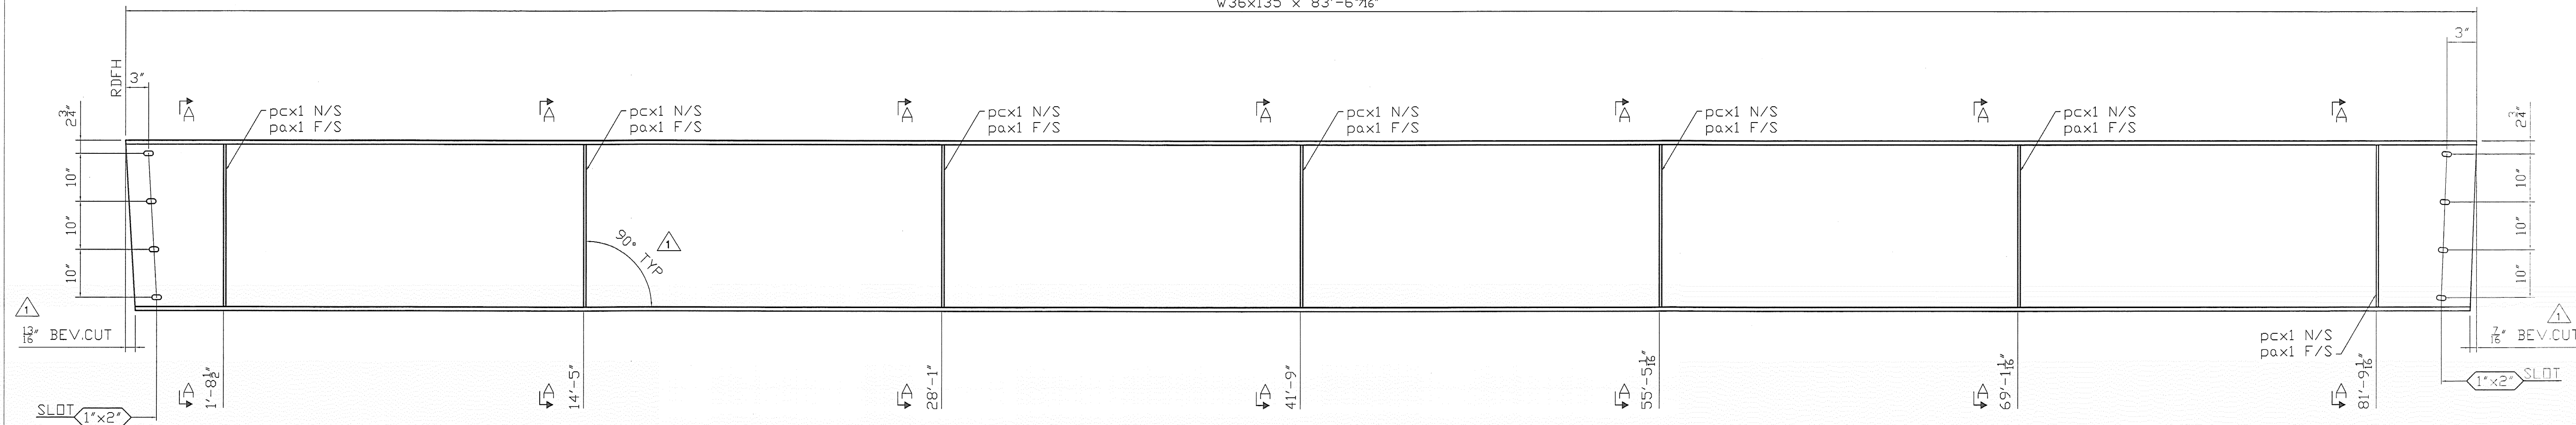 W36x135 x 83'-6 9/16"
RDFH
3"
3"
2 3/4"
2 3/4"
A A A A A A A
pcx1 N/S
pax1 F/S
pcx1 N/S
pax1 F/S
pcx1 N/S
pax1 F/S
pcx1 N/S
pax1 F/S
pcx1 N/S
pax1 F/S
pcx1 N/S
pax1 F/S
10"
10"
10"
90° TYP
1
10"
10"
10"
1
13/16" BEV.CUT
pcx1 N/S
pax1 F/S
1
7/16" BEV.CUT
1'-8 1/2"
14'-5"
28'-1"
41'-9"
55'-5 1/16"
69'-1 1/16"
81'-9 1/16"
A A A A A A A
SLOT 1"x2"
1"x2" SLOT